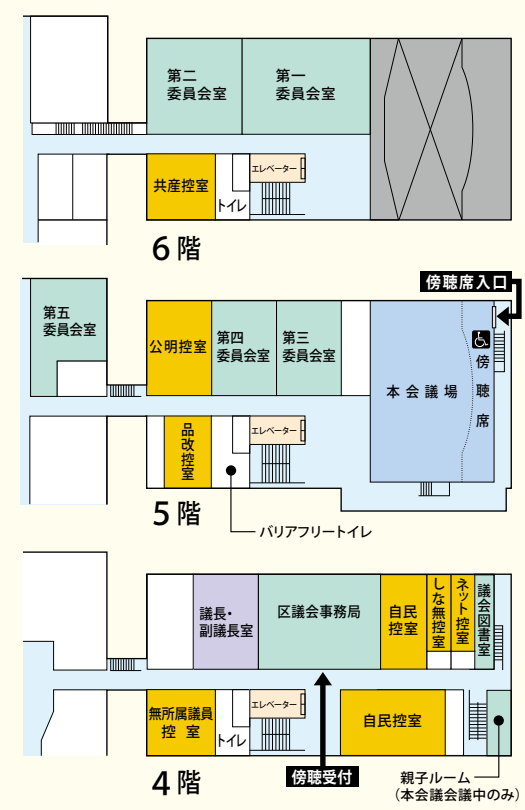 第二
委員会室
第一
委員会室
共産控室
トイレ
エレベーター
6階
傍聴席入口
第五
委員会室
公明控室
第四
委員会室
第三
委員会室
本会議場
傍聴席
品改控室
エレベーター
5階
バリアフリートイレ
議長・
副議長室
区議会事務局
自民
控室
しな無控室
ネット控室
議会図書室
無所属議員
控室
トイレ
エレベーター
自民控室
4階
傍聴受付
親子ルーム
(本会議会議中のみ)